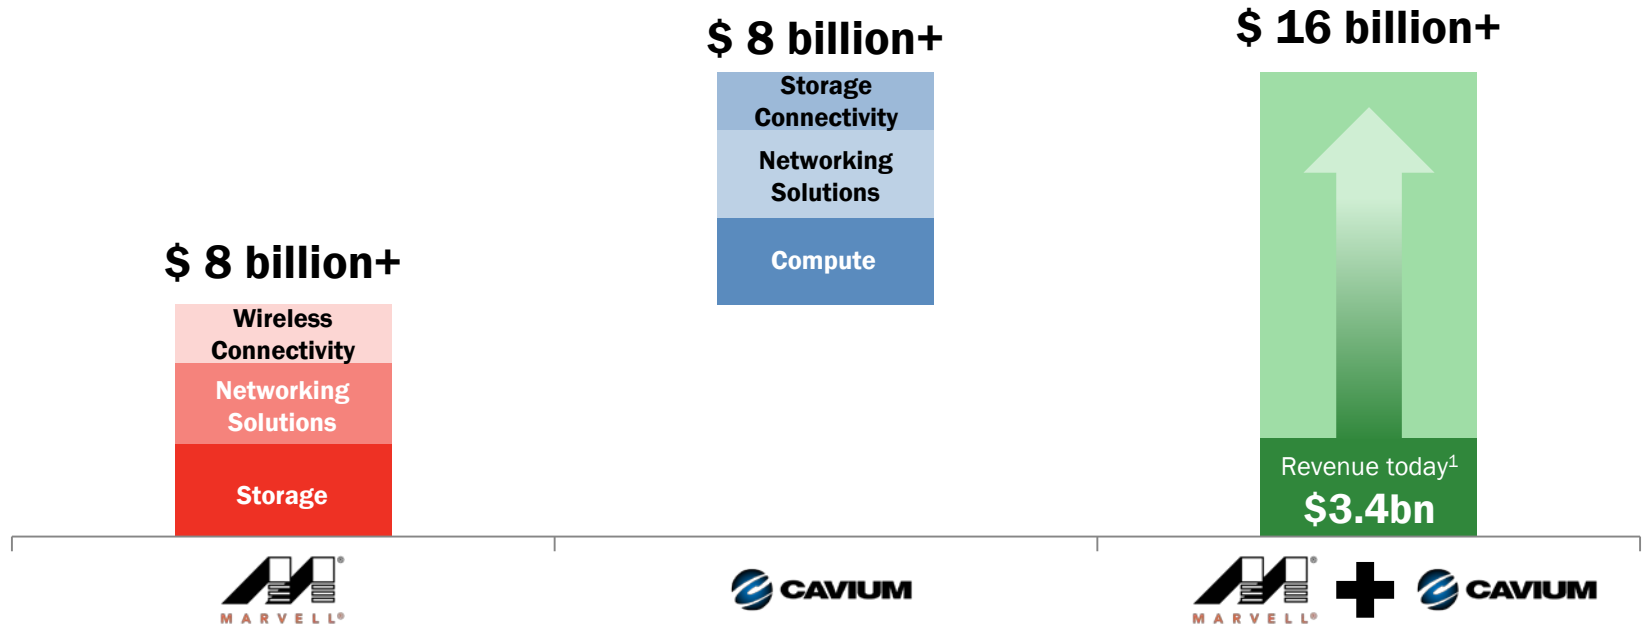 $ 8 billion+
Wireless
Connectivity
Networking
Solutions
Storage
MARVELL®
$ 8 billion+
Storage
Connectivity
Networking
Solutions
Compute
CAVIUM
$ 16 billion+
Revenue today¹
$3.4bn
MARVELL®
CAVIUM